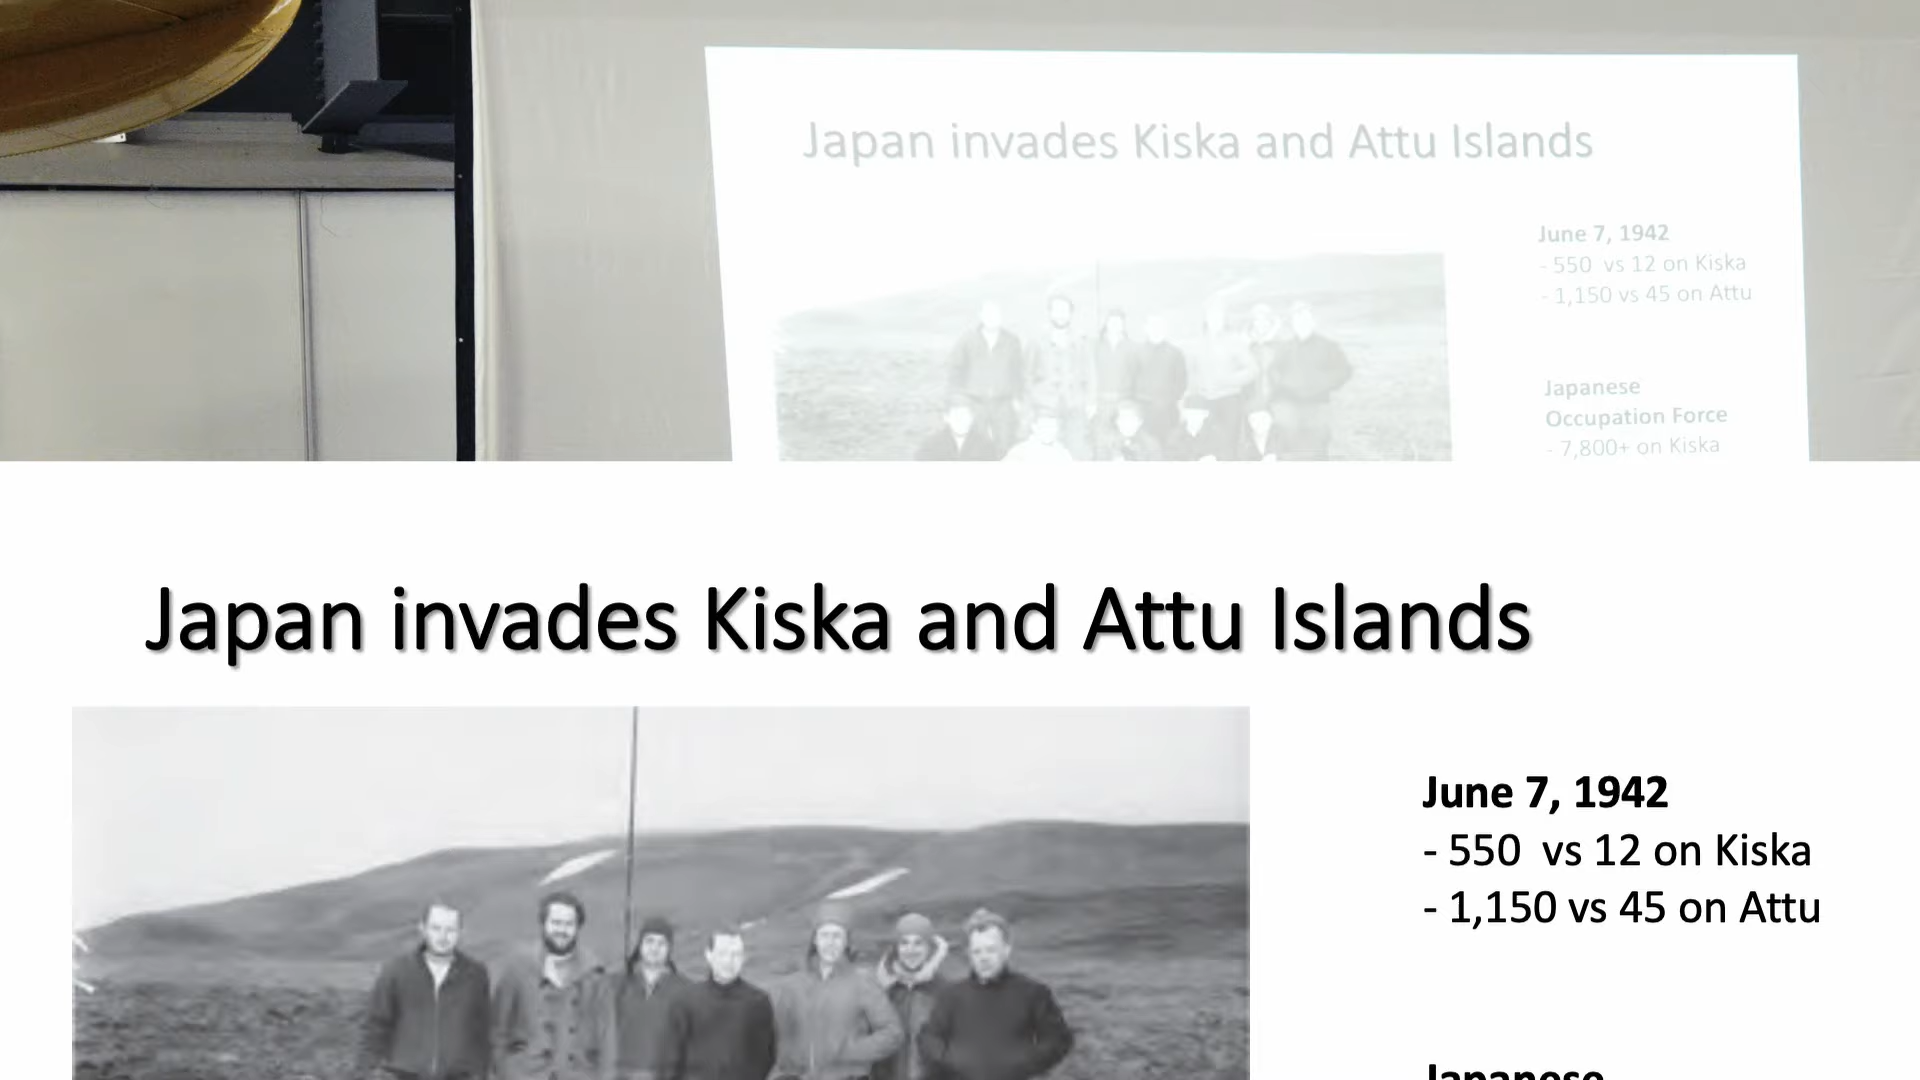 Japan invades Kiska and Attu Islands
June 7, 1942
- 550 vs 12 on Kiska
- 1,150 vs 45 on Attu
Japanese
Occupation Force
- 7,800+ on Kiska
Japan invades Kiska and Attu Islands
June 7, 1942
- 550 vs 12 on Kiska
- 1,150 vs 45 on Attu
Japanese